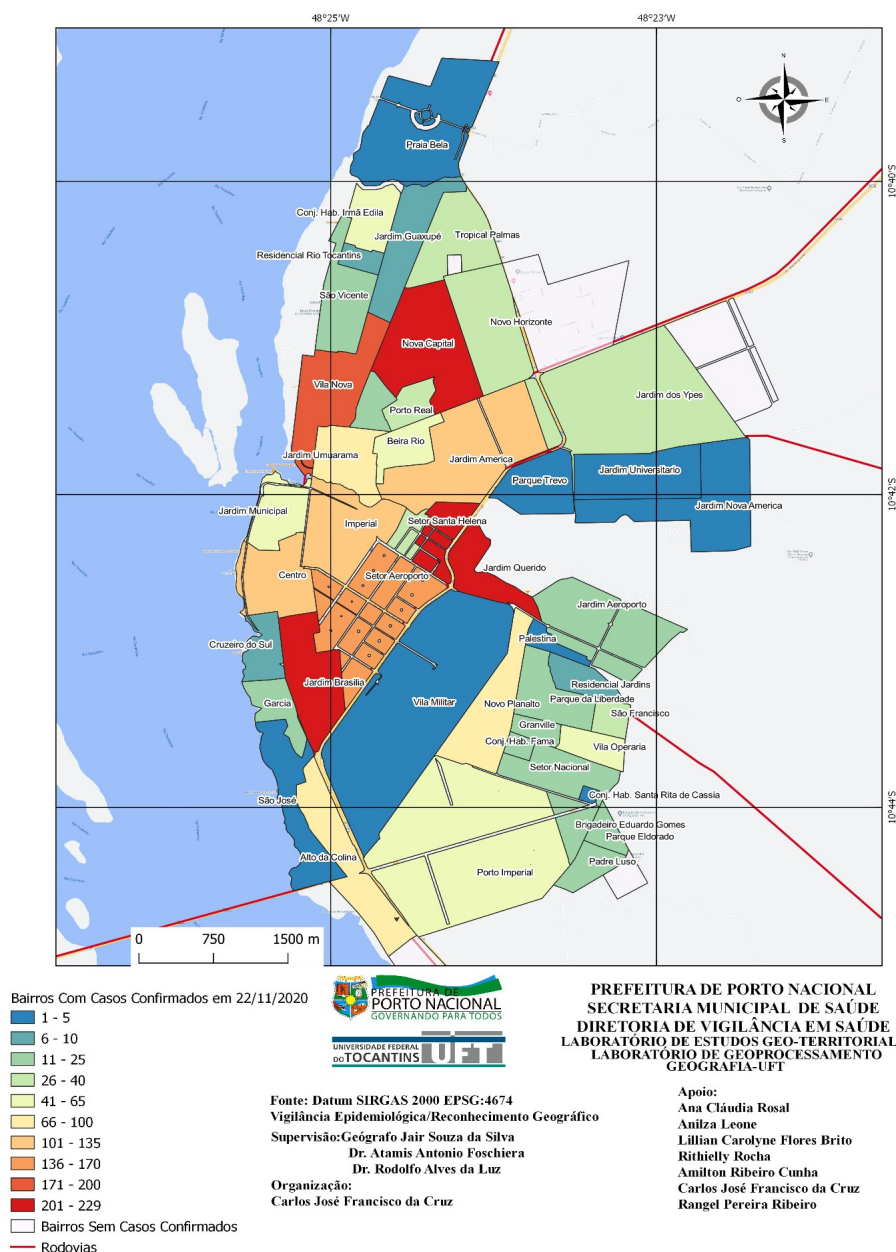 48°25'W
48°23'W
N
O
E
S
Praia Bela
10°40'S
Conj. Hab. Irmã Edila
Jardim Guaxupé
Tropical Palmas
Residencial Rio Tocantins
São Vicente
Novo Horizonte
Nova Capital
Vila Nova
Jardim dos Ypes
Porto Real
Beira Rio
Jardim Umuarama
Jardim America
Jardim Universitario
Parque Trevo
10°42'S
Jardim Nova America
Jardim Municipal
Imperial
Setor Santa Helena
Jardim Querido
Centro
Setor Aeroporto
Jardim Aeroporto
Cruzeiro do Sul
Palestina
Jardim Brasilia
Residencial Jardins
Garcia
Vila Militar
Novo Planalto
Parque da Liberdade
São Francisco
Granville
Conj. Hab. Fama
Vila Operaria
Setor Nacional
São José
Conj. Hab. Santa Rita de Cassia
10°44'S
Brigadeiro Eduardo Gomes
Parque Eldorado
Alto da Colina
Padre Luso
Porto Imperial
0 750 1500 m
Bairros Com Casos Confirmados em 22/11/2020
1 - 5
6 - 10
11 - 25
26 - 40
41 - 65
66 - 100
101 - 135
136 - 170
171 - 200
201 - 229
Bairros Sem Casos Confirmados
Rodovias
PREFEITURA DE
PORTO NACIONAL
GOVERNANDO PARA TODOS
UNIVERSIDADE FEDERAL
DO TOCANTINS
UFT
Fonte: Datum SIRGAS 2000 EPSG:4674
Vigilância Epidemiológica/Reconhecimento Geográfico
Supervisão:Geógrafo Jair Souza da Silva
Dr. Atamis Antonio Foschiera
Dr. Rodolfo Alves da Luz
Organização:
Carlos José Francisco da Cruz
PREFEITURA DE PORTO NACIONAL
SECRETARIA MUNICIPAL DE SAÚDE
DIRETORIA DE VIGILÂNCIA EM SAÚDE
LABORATÓRIO DE ESTUDOS GEO-TERRITORIAL
LABORATÓRIO DE GEOPROCESSAMENTO
GEOGRAFIA-UFT
Apoio:
Ana Cláudia Rosal
Anilza Leone
Lillian Carolyne Flores Brito
Rithielly Rocha
Amilton Ribeiro Cunha
Carlos José Francisco da Cruz
Rangel Pereira Ribeiro